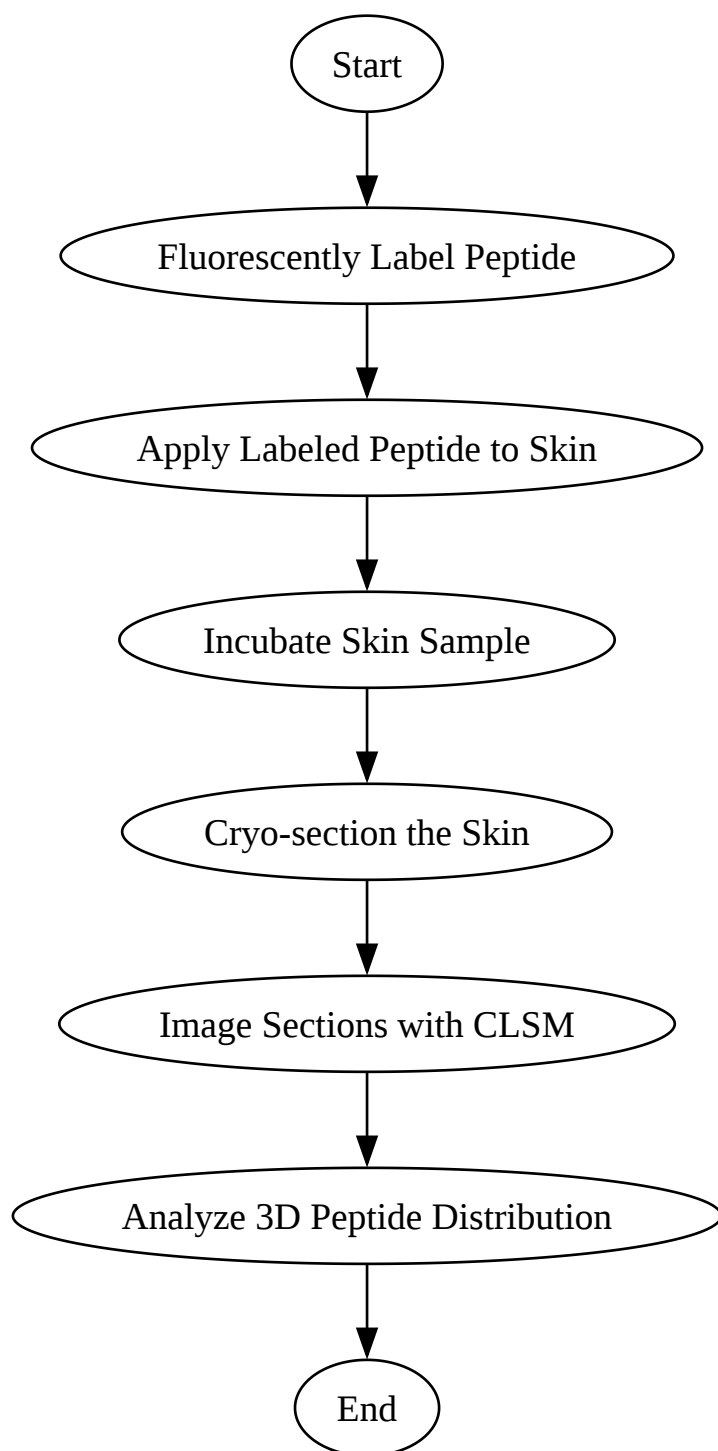 Start
Fluorescently Label Peptide
Apply Labeled Peptide to Skin
Incubate Skin Sample
Cryo-section the Skin
Image Sections with CLSM
Analyze 3D Peptide Distribution
End